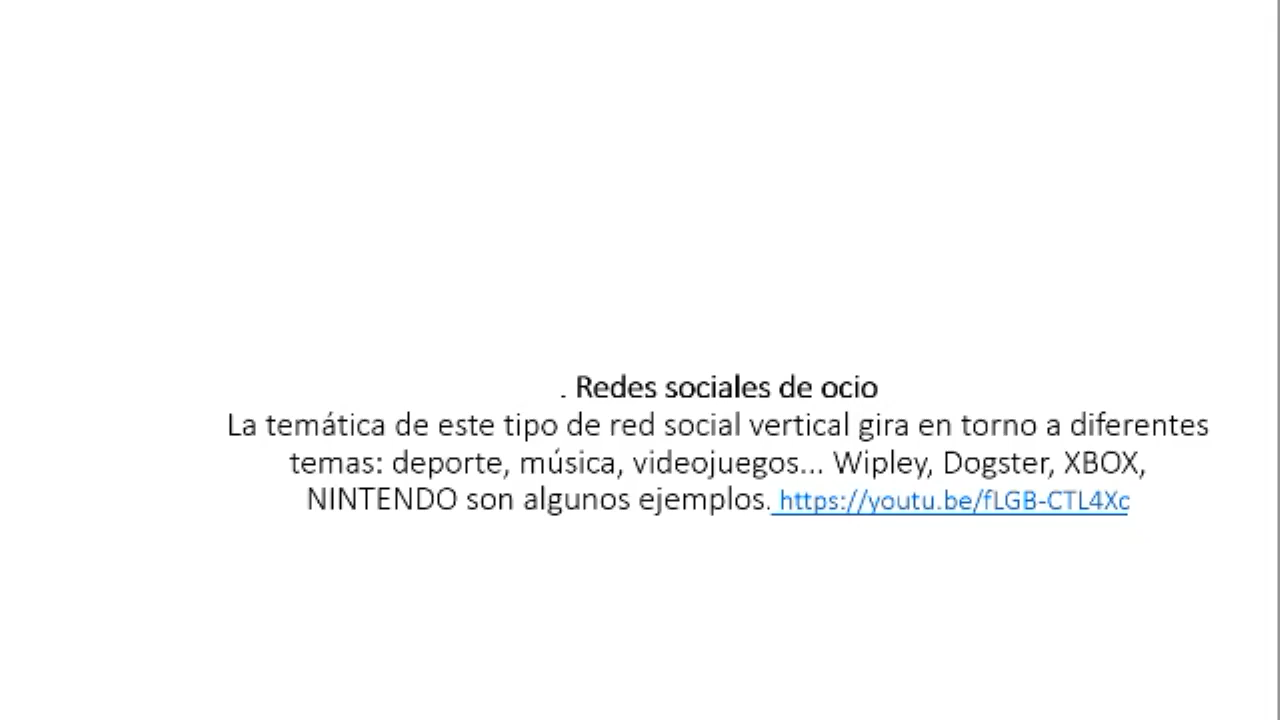 . Redes sociales de ocio
La temática de este tipo de red social vertical gira en torno a diferentes
temas: deporte, música, videojuegos... Wipley, Dogster, XBOX,
NINTENDO son algunos ejemplos. https://youtu.be/fLGB-CTL4Xc